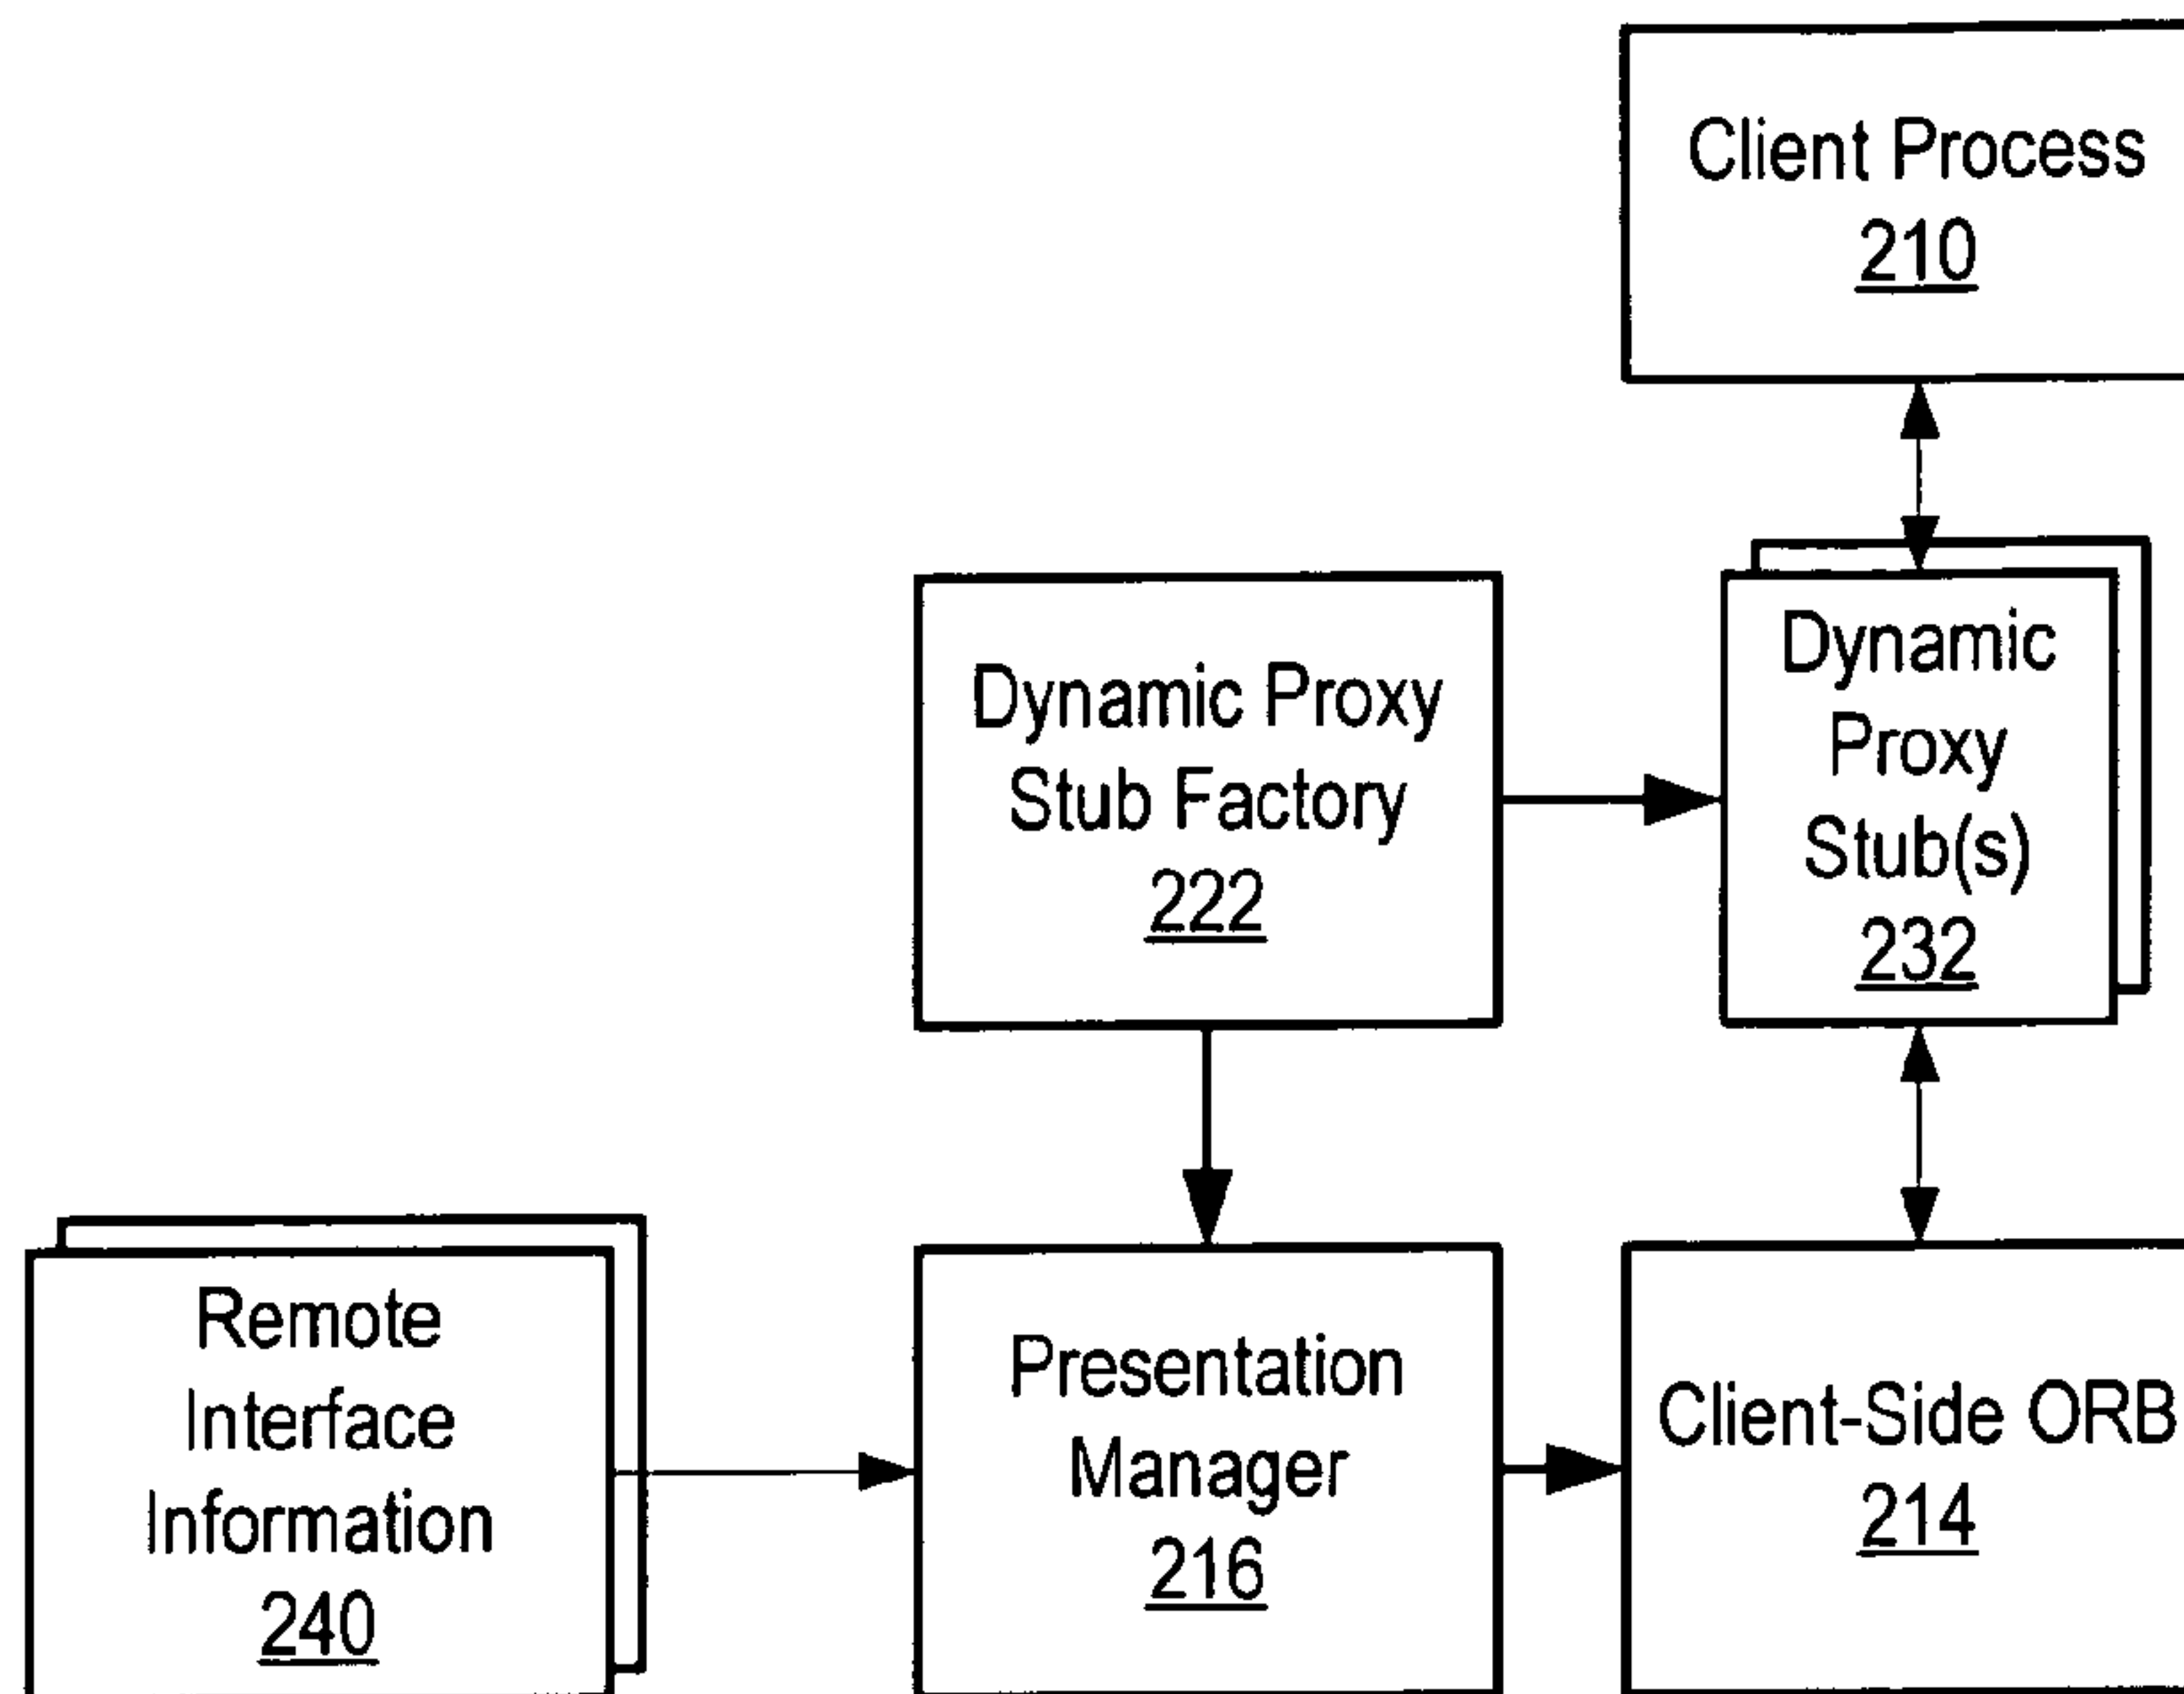 Client Process
210
Dynamic Proxy
Stub Factory
222
Dynamic
Proxy
Stub(s)
232
Remote
Interface
Information
240
Presentation
Manager
216
Client-Side ORB
214